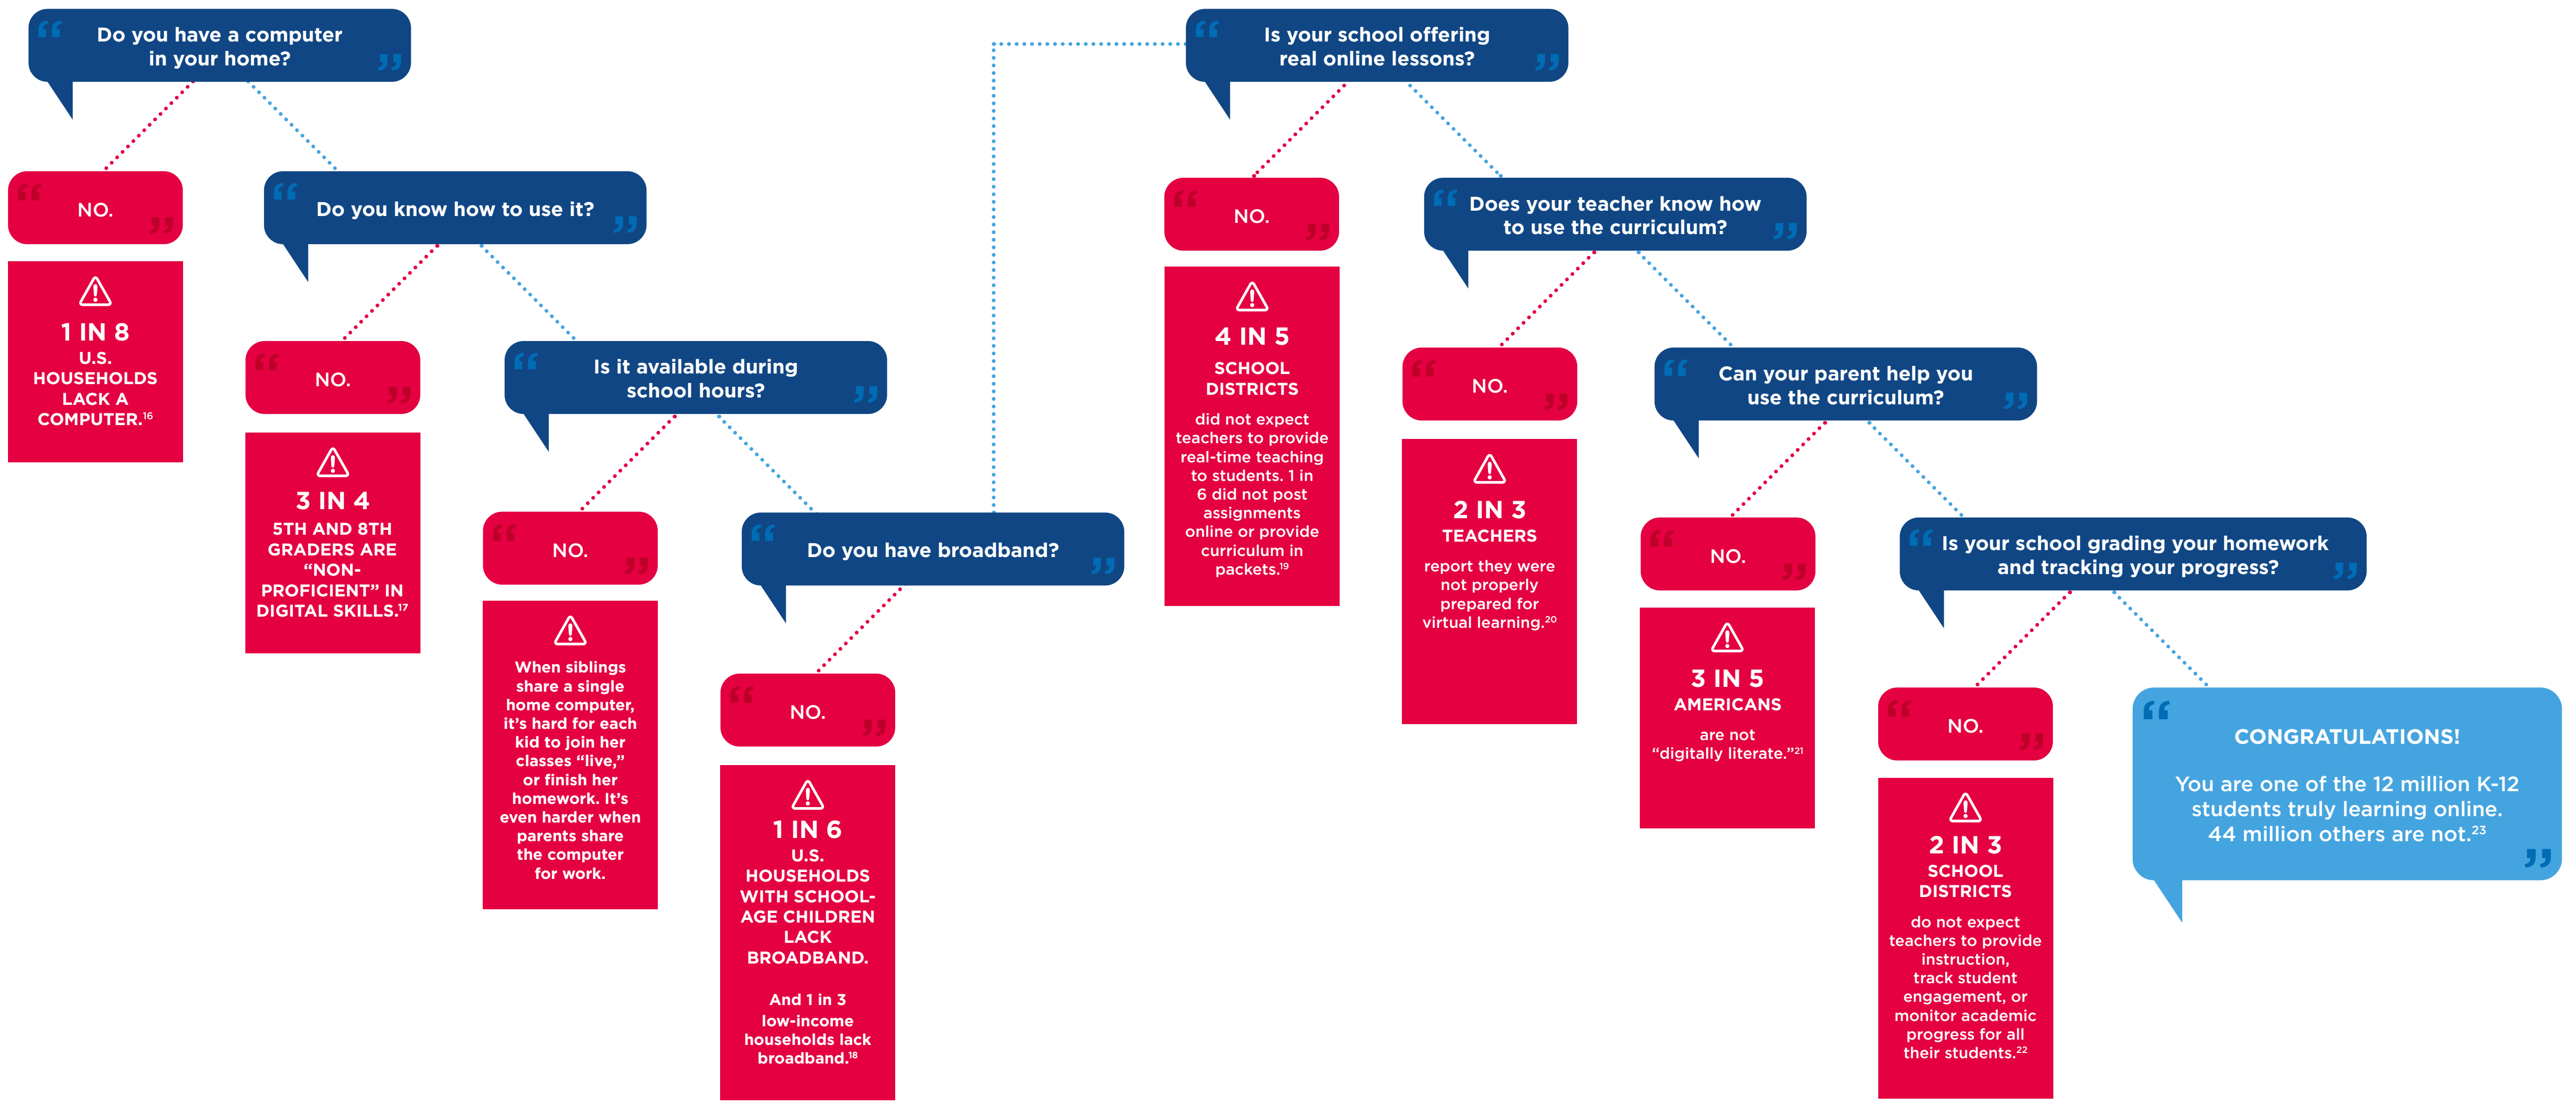 “ Do you have a computer
in your home? ”
“ NO. ”
1 IN 8
U.S.
HOUSEHOLDS
LACK A
COMPUTER.16
“ Do you know how to use it? ”
“ NO. ”
3 IN 4
5TH AND 8TH
GRADERS ARE
“NON-
PROFICIENT” IN
DIGITAL SKILLS.17
“ Is it available during
school hours? ”
“ NO. ”
When siblings
share a single
home computer,
it’s hard for each
kid to join her
classes “live,”
or finish her
homework. It’s
even harder when
parents share
the computer
for work.
“ Do you have broadband? ”
“ NO. ”
1 IN 6
U.S.
HOUSEHOLDS
WITH SCHOOL-
AGE CHILDREN
LACK
BROADBAND.
And 1 in 3
low-income
households lack
broadband.18
“ Is your school offering
real online lessons? ”
“ NO. ”
4 IN 5
SCHOOL
DISTRICTS
did not expect
teachers to provide
real-time teaching
to students. 1 in
6 did not post
assignments
online or provide
curriculum in
packets.19
“ Does your teacher know how
to use the curriculum? ”
“ NO. ”
2 IN 3
TEACHERS
report they were
not properly
prepared for
virtual learning.20
“ Can your parent help you
use the curriculum? ”
“ NO. ”
3 IN 5
AMERICANS
are not
“digitally literate.”21
“ Is your school grading your homework
and tracking your progress? ”
“ NO. ”
2 IN 3
SCHOOL
DISTRICTS
do not expect
teachers to provide
instruction,
track student
engagement, or
monitor academic
progress for all
their students.22
“ CONGRATULATIONS!
You are one of the 12 million K-12
students truly learning online.
44 million others are not.23 ”